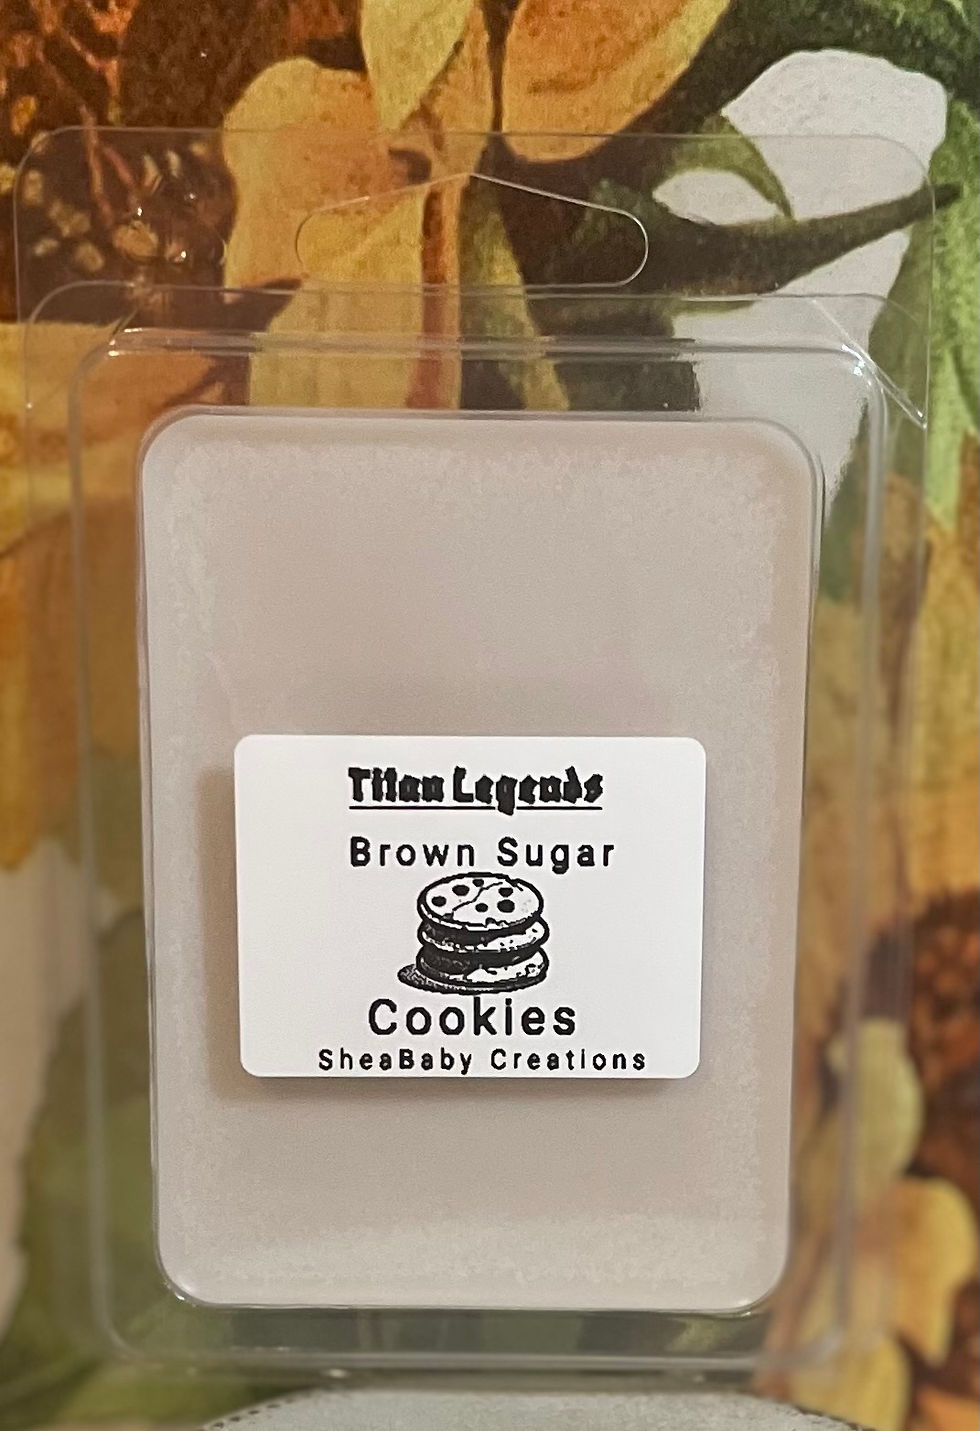 Titan Legends
Brown Sugar
Cookies
SheaBaby Creations